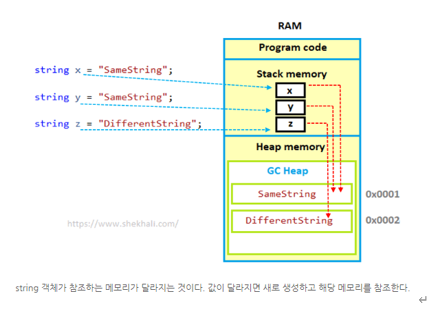 RAM
Program code
string x = "SameString";
Stack memory
x
string y = "SameString";
y
string z = "DifferentString";
z
Heap memory
GC Heap
SameString
0x0001
DifferentString
0x0002
https://www.shekhali.com/
string 객체가 참조하는 메모리가 달라지는 것이다. 값이 달라지면 새로 생성하고 해당 메모리를 참조한다.